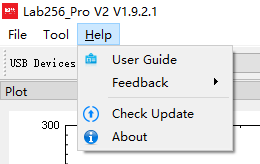 Lab256_Pro V2 V1.9.2.1
File Tool Help
USB Devices
User Guide
Feedback
Plot
Check Update
300
About